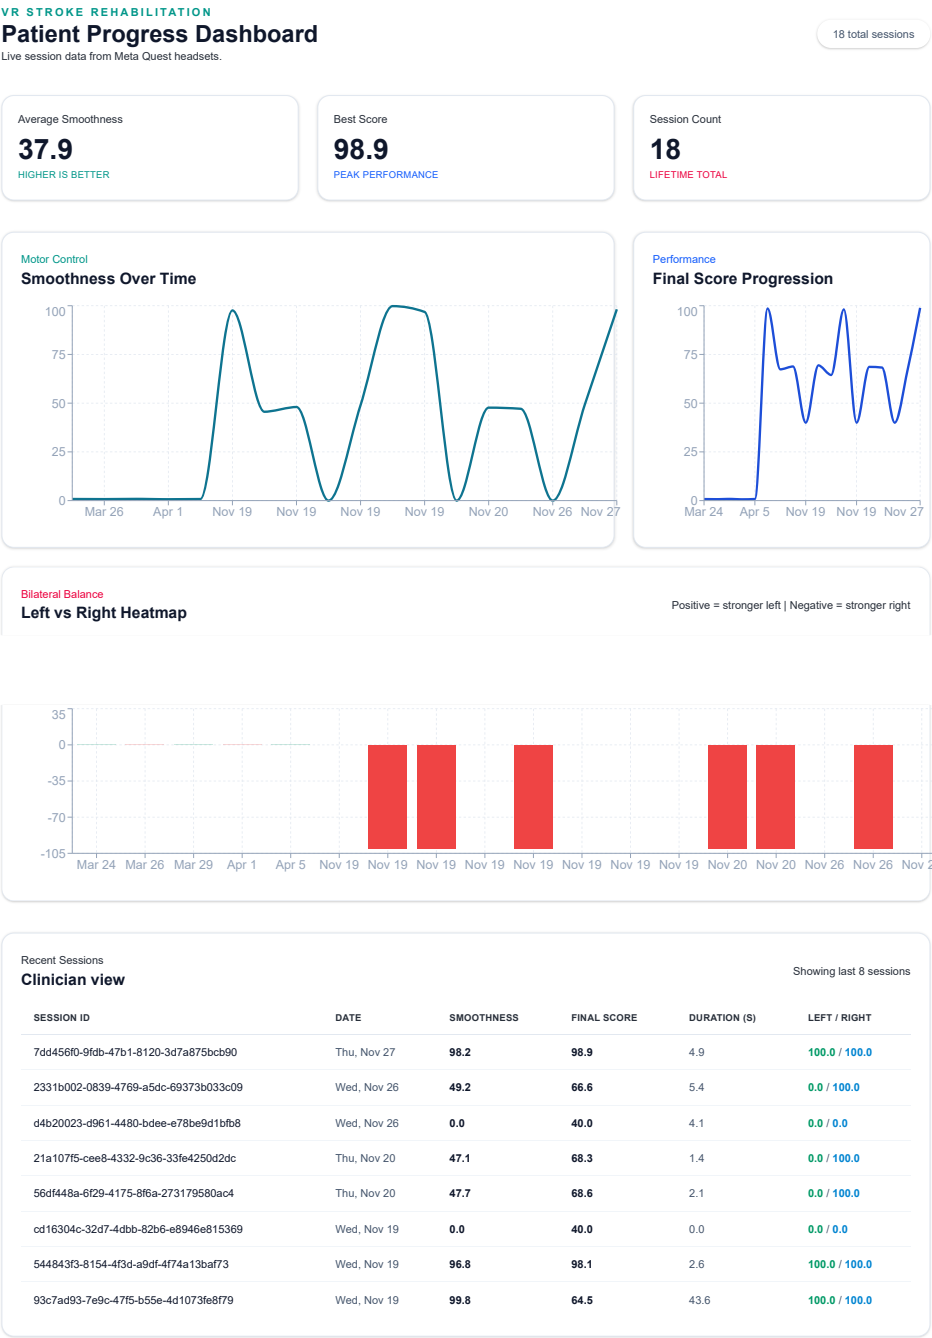 VR STROKE REHABILITATION
Patient Progress Dashboard
Live session data from Meta Quest headsets.
18 total sessions
Average Smoothness
37.9
HIGHER IS BETTER
Best Score
98.9
PEAK PERFORMANCE
Session Count
18
LIFETIME TOTAL
Motor Control
Smoothness Over Time
100
75
50
25
0
Mar 26 Apr 1 Nov 19 Nov 19 Nov 19 Nov 19 Nov 20 Nov 26 Nov 27
Performance
Final Score Progression
100
75
50
25
0
Mar 24 Apr 5 Nov 19 Nov 19 Nov 27
Bilateral Balance
Left vs Right Heatmap
Positive = stronger left | Negative = stronger right
35
0
-35
-70
-105
Mar 24 Mar 26 Mar 29 Apr 1 Apr 5 Nov 19 Nov 19 Nov 19 Nov 19 Nov 19 Nov 19 Nov 19 Nov 19 Nov 20 Nov 20 Nov 26 Nov 26 Nov 2
Recent Sessions
Clinician view
Showing last 8 sessions
SESSION ID DATE SMOOTHNESS FINAL SCORE DURATION (S) LEFT / RIGHT
7dd456f0-9fdb-47b1-8120-3d7a875bcb90 Thu, Nov 27 98.2 98.9 4.9 100.0 / 100.0
2331b002-0839-4769-a5dc-69373b033c09 Wed, Nov 26 49.2 66.6 5.4 0.0 / 100.0
d4b20023-d961-4480-bdee-e78be9d1bfb8 Wed, Nov 26 0.0 40.0 4.1 0.0 / 0.0
21a107f5-cee8-4332-9c36-33fe4250d2dc Thu, Nov 20 47.1 68.3 1.4 0.0 / 100.0
56df448a-6f29-4175-8f6a-273179580ac4 Thu, Nov 20 47.7 68.6 2.1 0.0 / 100.0
cd16304c-32d7-4dbb-82b6-e8946e815369 Wed, Nov 19 0.0 40.0 0.0 0.0 / 0.0
544843f3-8154-4f3d-a9df-4f74a13baf73 Wed, Nov 19 96.8 98.1 2.6 100.0 / 100.0
93c7ad93-7e9c-47f5-b55e-4d1073fe8f79 Wed, Nov 19 99.8 64.5 43.6 100.0 / 100.0